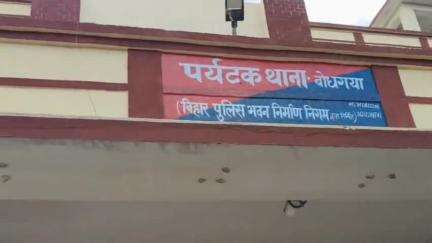 पर्यटक थाना बोधगया
(बिहार पुलिस भवन निर्माण निगम द्वारा निर्मित)